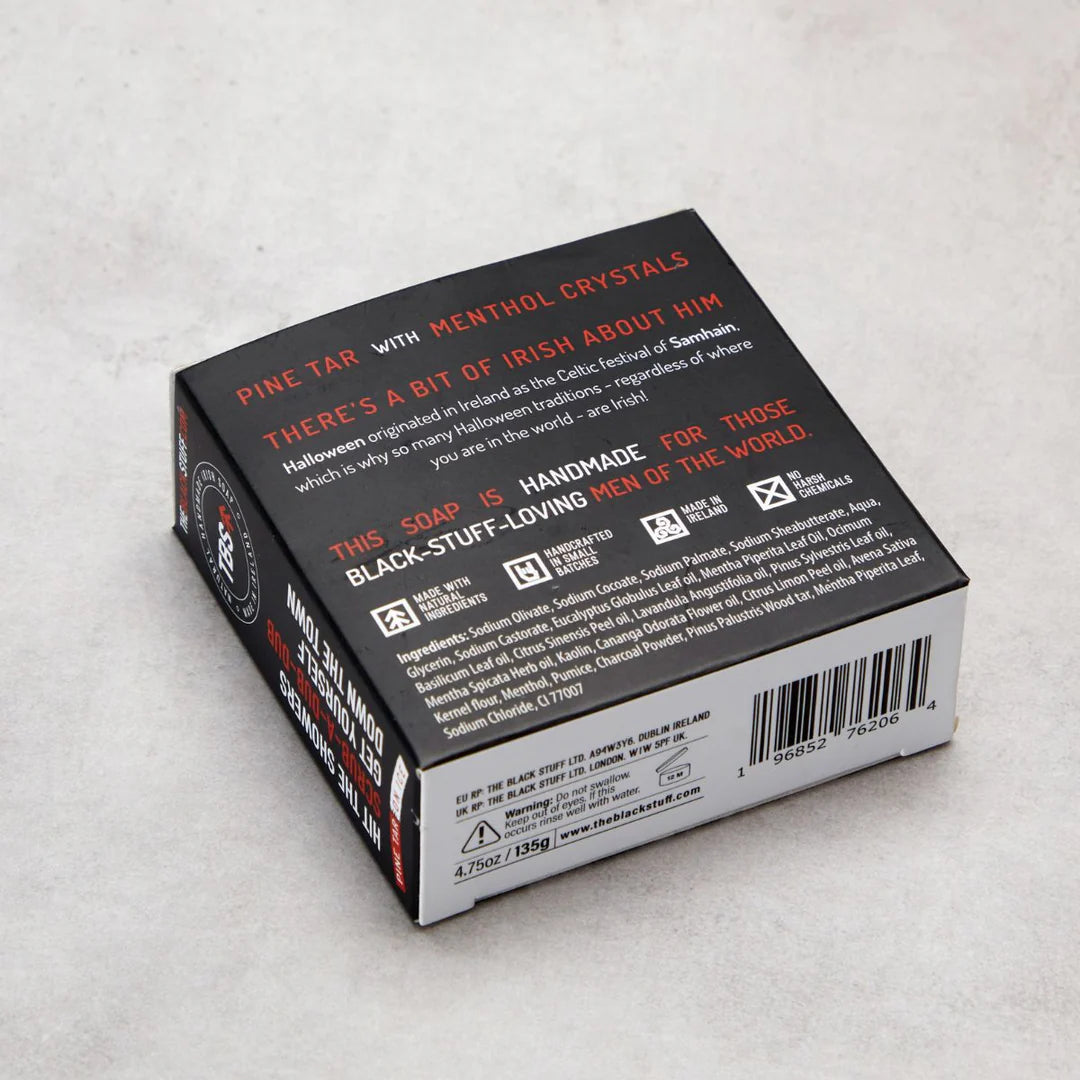 PINE TAR WITH MENTHOL CRYSTALS
THERE'S A BIT OF IRISH ABOUT HIM
Halloween originated in Ireland as the Celtic festival of Samhain,
which is why so many Halloween traditions – regardless of where
you are in the world – are Irish!
THIS SOAP IS HANDMADE FOR THOSE
BLACK-STUFF-LOVING MEN OF THE WORLD.
MADE WITH
NATURAL
INGREDIENTS
HANDCRAFTED
IN SMALL
BATCHES
MADE IN
IRELAND
NO
HARSH
CHEMICALS
Ingredients: Sodium Olivate, Sodium Cocoate, Sodium Palmate, Sodium Sheabutterate, Aqua,
Glycerin, Sodium Castorate, Eucalyptus Globulus Leaf oil, Mentha Piperita Leaf Oil, Ocimum
Basilicum Leaf oil, Citrus Sinensis Peel oil, Lavandula Angustifolia oil, Pinus Sylvestris Leaf oil,
Mentha Spicata Herb oil, Kaolin, Cananga Odorata Flower oil, Citrus Limon Peel oil, Avena Sativa
Kernel flour, Menthol, Pumice, Charcoal Powder, Pinus Palustris Wood tar, Mentha Piperita Leaf,
Sodium Chloride, CI 77007
TBS
HIT THE SHOWERS
SCRUB-A-DUB-DUB
GET YOURSELF
DOWN THE TOWN
PINE TAR
EU RP: THE BLACK STUFF LTD. A94W3Y6. DUBLIN IRELAND
UK RP: THE BLACK STUFF LTD. LONDON. W1W 5PF UK.
Warning: Do not swallow.
Keep out of eyes. If this
occurs rinse well with water.
12 M
4.75oz / 135g
www.theblackstuff.com
1 96852 76206 4